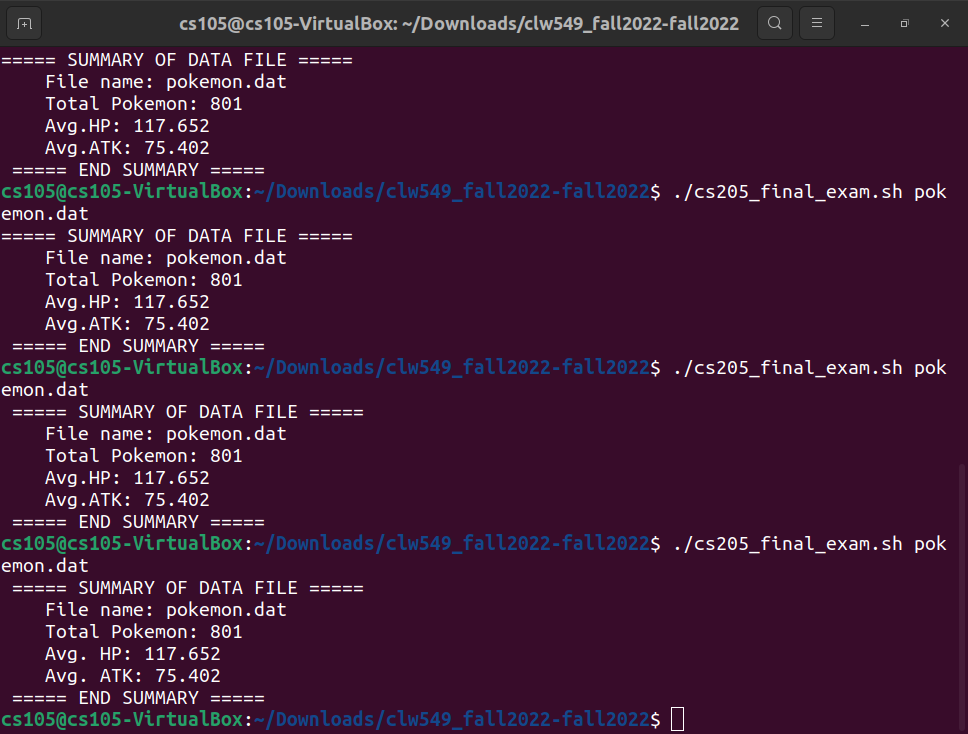 cs105@cs105-VirtualBox: ~/Downloads/clw549_fall2022-fall2022
===== SUMMARY OF DATA FILE =====
    File name: pokemon.dat
    Total Pokemon: 801
    Avg.HP: 117.652
    Avg.ATK: 75.402
 ===== END SUMMARY =====
cs105@cs105-VirtualBox:~/Downloads/clw549_fall2022-fall2022$ ./cs205_final_exam.sh pok
emon.dat
===== SUMMARY OF DATA FILE =====
    File name: pokemon.dat
    Total Pokemon: 801
    Avg.HP: 117.652
    Avg.ATK: 75.402
 ===== END SUMMARY =====
cs105@cs105-VirtualBox:~/Downloads/clw549_fall2022-fall2022$ ./cs205_final_exam.sh pok
emon.dat
 ===== SUMMARY OF DATA FILE =====
    File name: pokemon.dat
    Total Pokemon: 801
    Avg.HP: 117.652
    Avg.ATK: 75.402
 ===== END SUMMARY =====
cs105@cs105-VirtualBox:~/Downloads/clw549_fall2022-fall2022$ ./cs205_final_exam.sh pok
emon.dat
 ===== SUMMARY OF DATA FILE =====
    File name: pokemon.dat
    Total Pokemon: 801
    Avg. HP: 117.652
    Avg. ATK: 75.402
 ===== END SUMMARY =====
cs105@cs105-VirtualBox:~/Downloads/clw549_fall2022-fall2022$